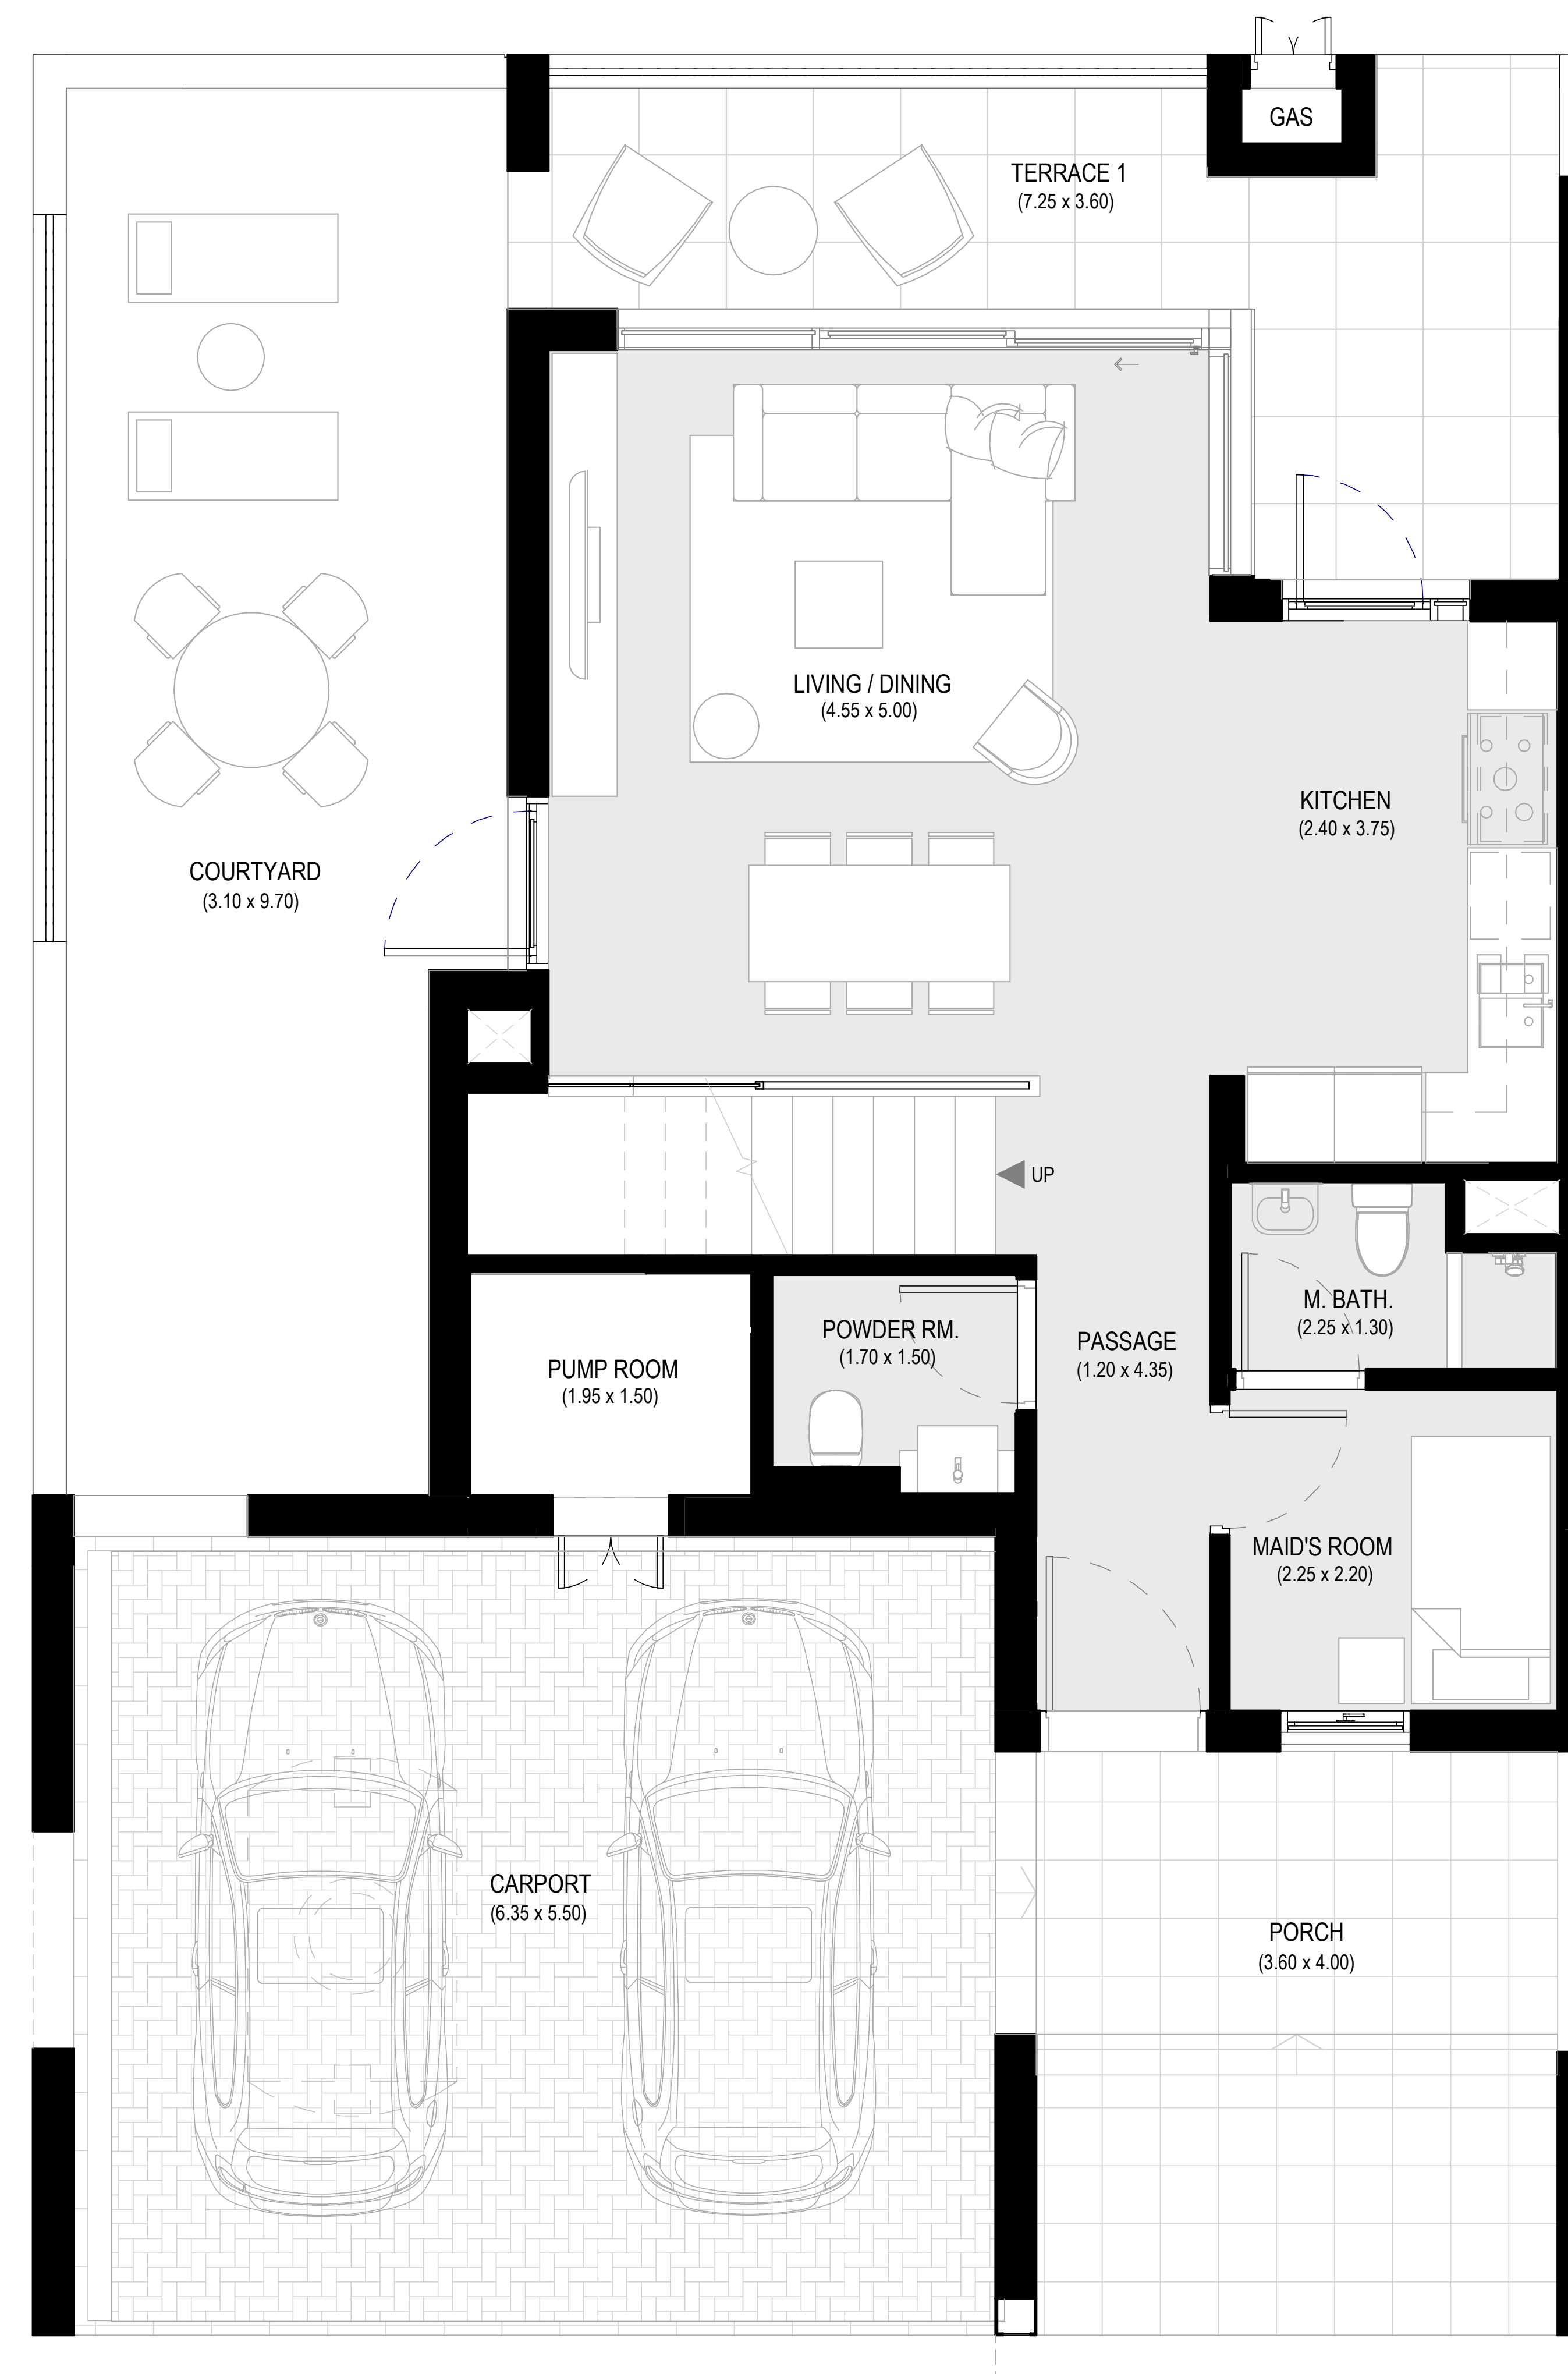 GAS
TERRACE 1
(7.25 x 3.60)
LIVING / DINING
(4.55 x 5.00)
KITCHEN
(2.40 x 3.75)
COURTYARD
(3.10 x 9.70)
UP
M. BATH.
(2.25 x 1.30)
POWDER RM.
(1.70 x 1.50)
PASSAGE
(1.20 x 4.35)
PUMP ROOM
(1.95 x 1.50)
MAID'S ROOM
(2.25 x 2.20)
CARPORT
(6.35 x 5.50)
PORCH
(3.60 x 4.00)